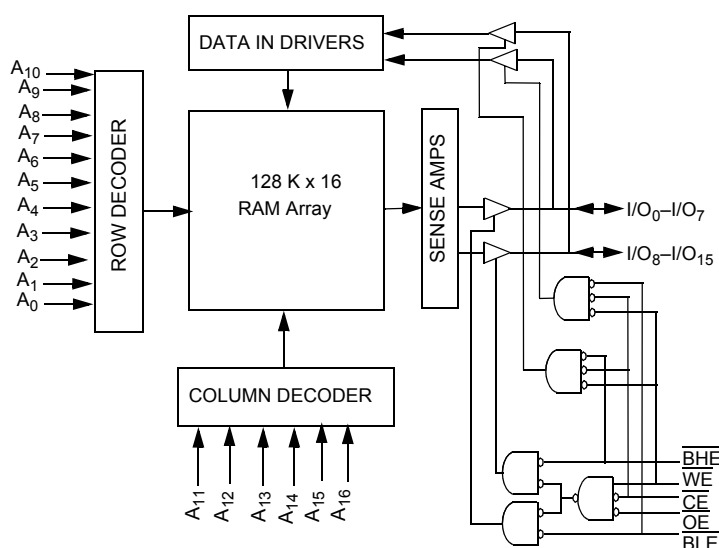 DATA IN DRIVERS
A10
A9
A8
A7
A6
A5
A4
A3
A2
A1
A0
ROW DECODER
128 K x 16
RAM Array
SENSE AMPS
I/O0–I/O7
I/O8–I/O15
COLUMN DECODER
A11
A12
A13
A14
A15
A16
BHE
WE
CE
OE
BLE